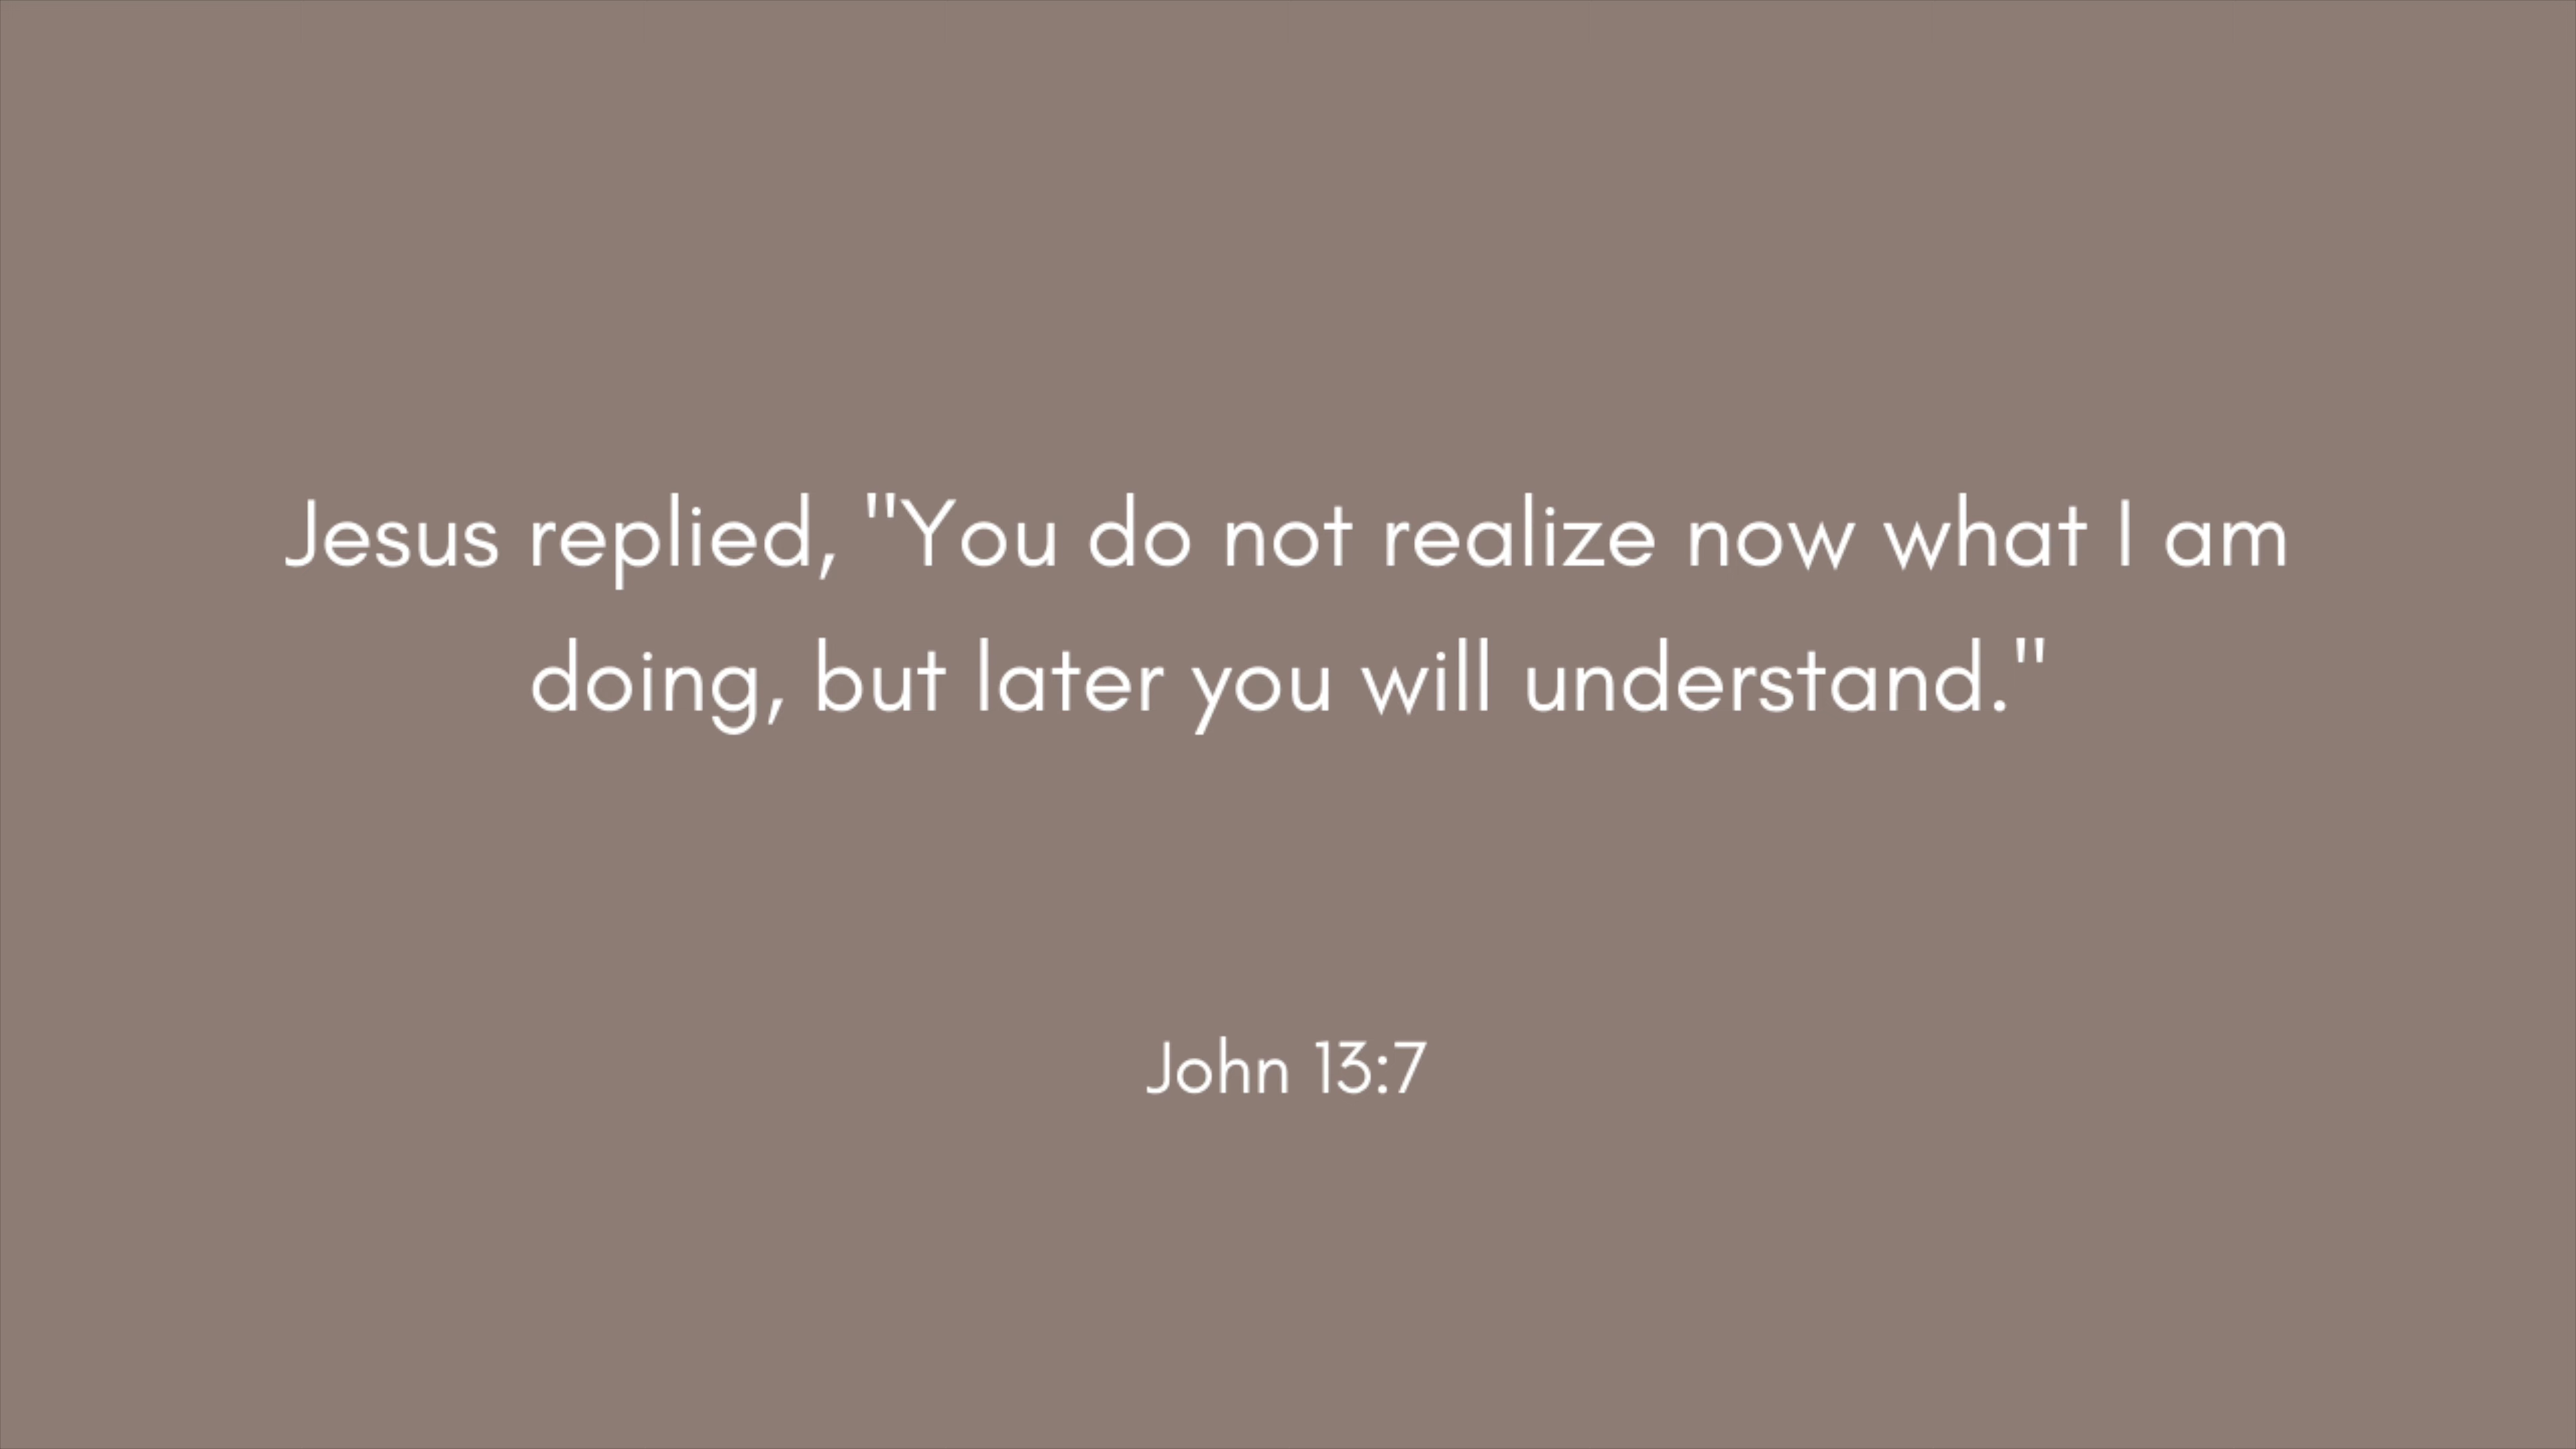 Jesus replied, "You do not realize now what I am
doing, but later you will understand."
John 13:7